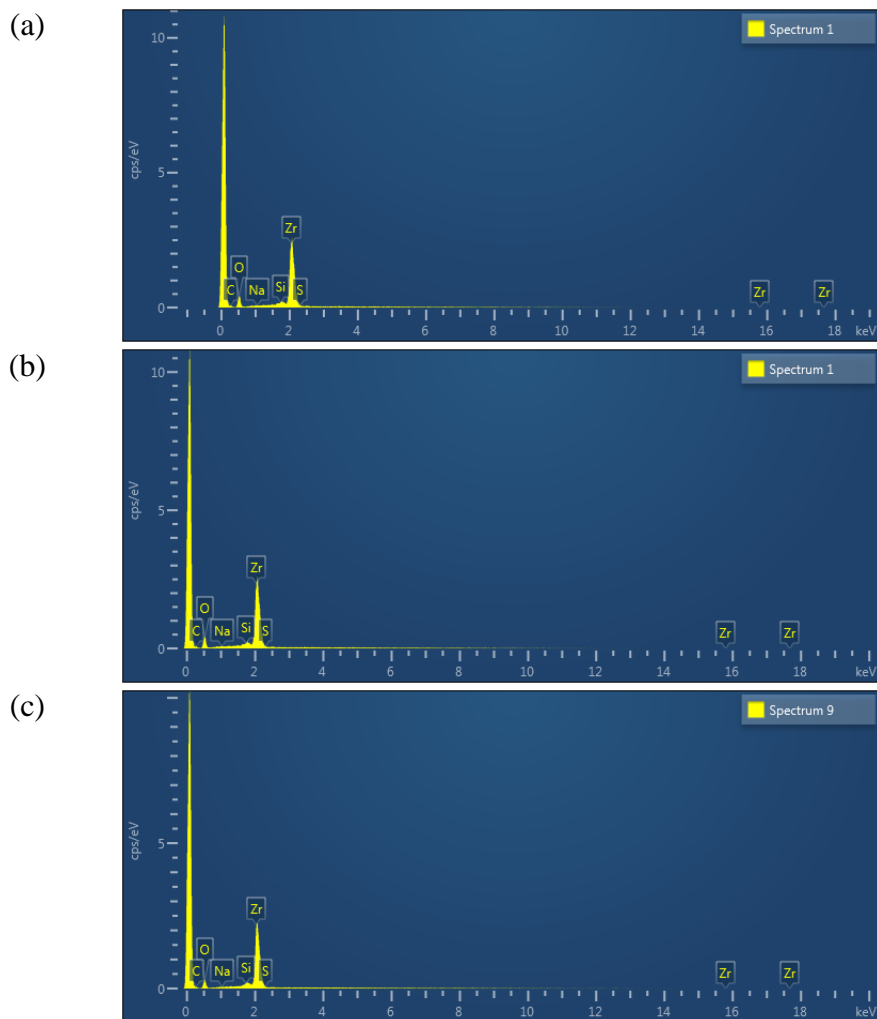 (a)
Spectrum 1
10
cps/eV
5
0
Zr
O
C
Na
Si
S
Zr
Zr
0 2 4 6 8 10 12 14 16 18 keV
(b)
Spectrum 1
10
cps/eV
5
0
Zr
O
C
Na
Si
S
Zr
Zr
0 2 4 6 8 10 12 14 16 18 keV
(c)
Spectrum 9
cps/eV
5
0
Zr
O
C
Na
Si
S
Zr
Zr
0 2 4 6 8 10 12 14 16 18 keV